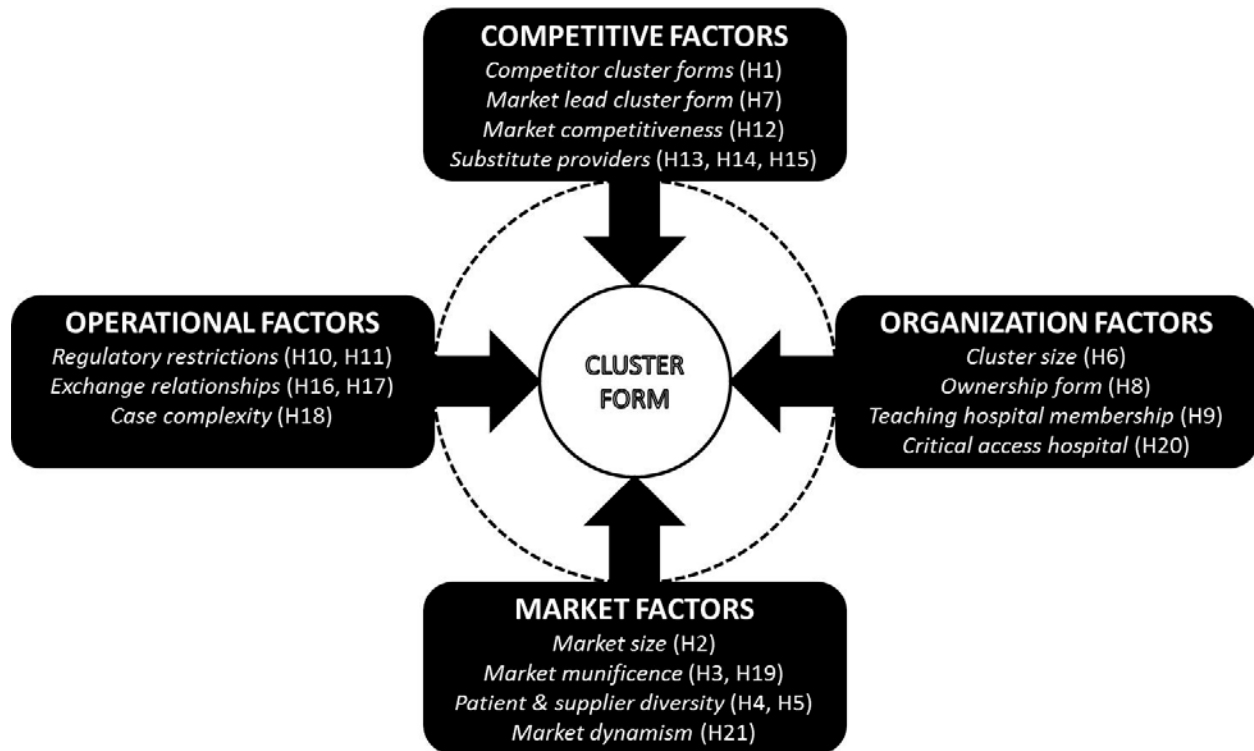 COMPETITIVE FACTORS
Competitor cluster forms (H1)
Market lead cluster form (H7)
Market competitiveness (H12)
Substitute providers (H13, H14, H15)
OPERATIONAL FACTORS
Regulatory restrictions (H10, H11)
Exchange relationships (H16, H17)
Case complexity (H18)
CLUSTER
FORM
ORGANIZATION FACTORS
Cluster size (H6)
Ownership form (H8)
Teaching hospital membership (H9)
Critical access hospital (H20)
MARKET FACTORS
Market size (H2)
Market munificence (H3, H19)
Patient & supplier diversity (H4, H5)
Market dynamism (H21)